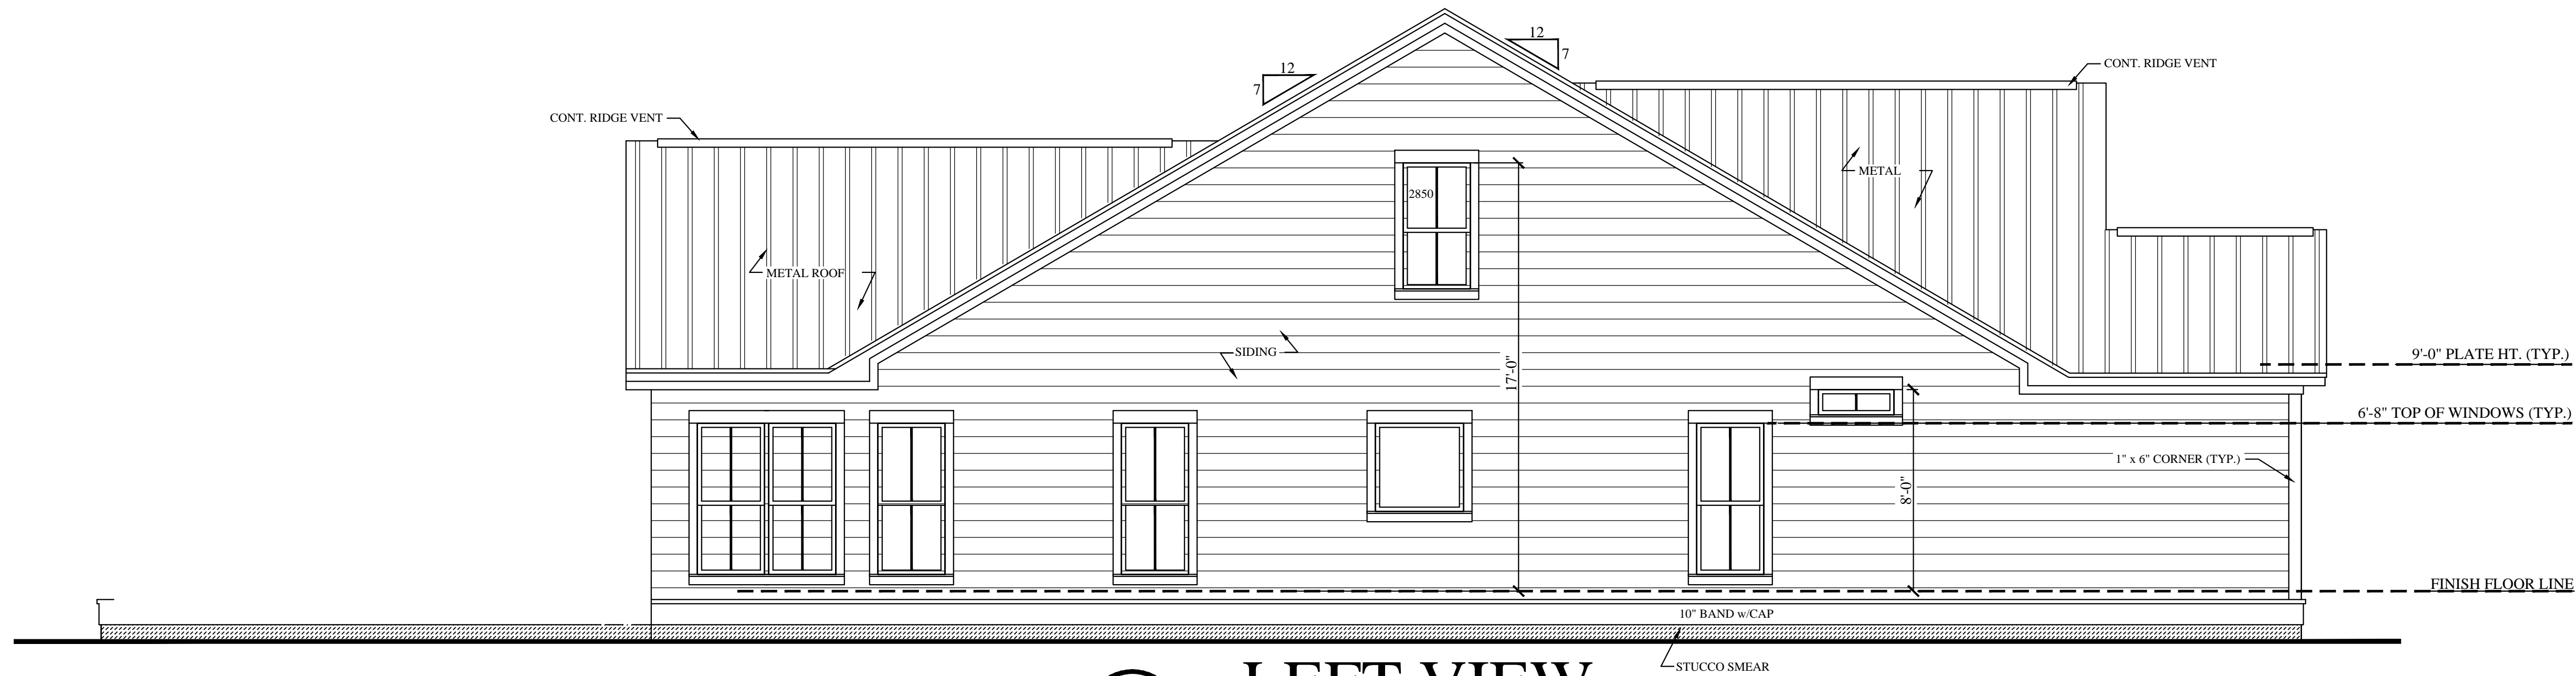 12
7
12
7
CONT. RIDGE VENT
CONT. RIDGE VENT
METAL
2850
METAL ROOF
SIDING
17'-0"
9'-0" PLATE HT. (TYP.)
6'-8" TOP OF WINDOWS (TYP.)
1" x 6" CORNER (TYP.)
8'-0"
FINISH FLOOR LINE
10" BAND w/CAP
STUCCO SMEAR
LEFT VIEW